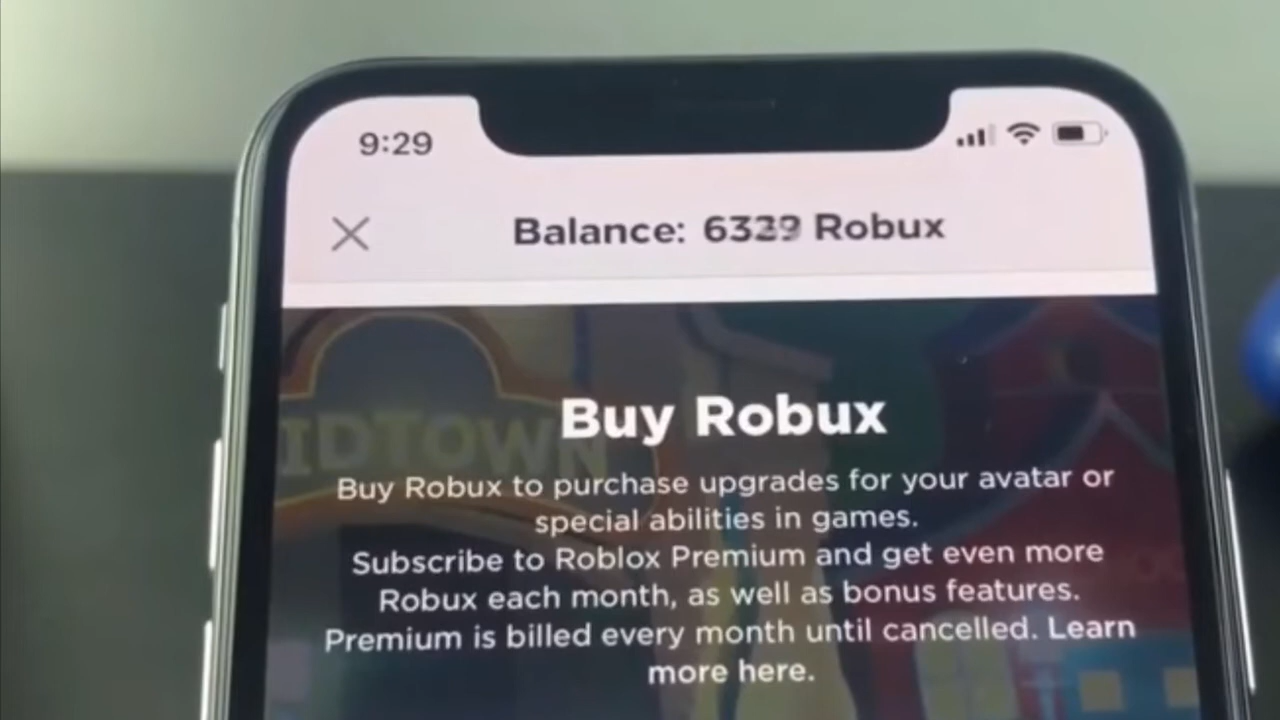 9:29
Balance: 6329 Robux
IDTOWN
Buy Robux
Buy Robux to purchase upgrades for your avatar or
special abilities in games.
Subscribe to Roblox Premium and get even more
Robux each month, as well as bonus features.
Premium is billed every month until cancelled. Learn
more here.